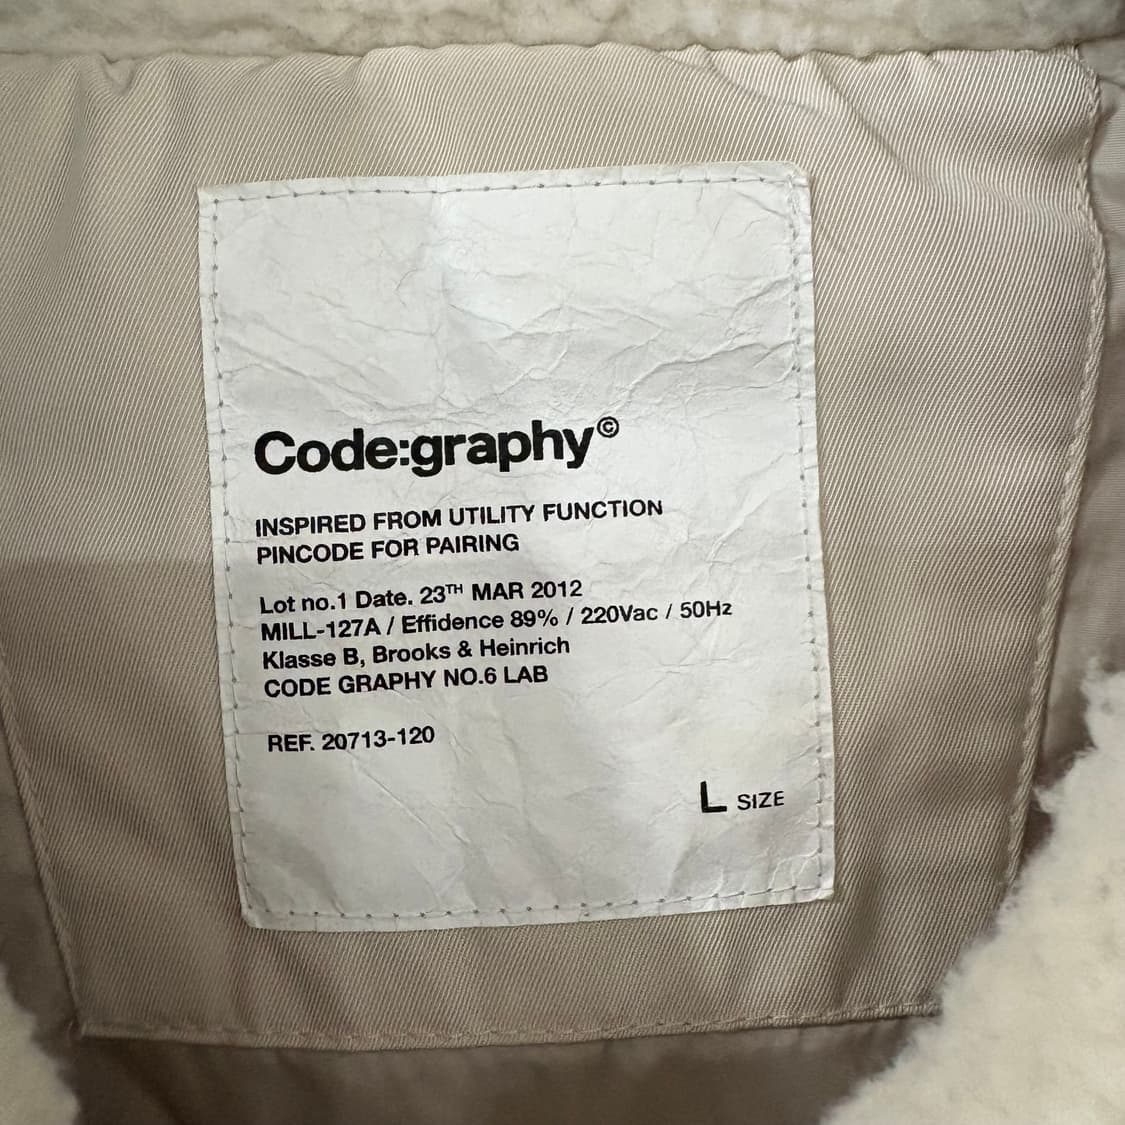 Code:graphy©
INSPIRED FROM UTILITY FUNCTION
PINCODE FOR PAIRING
Lot no.1 Date. 23TH MAR 2012
MILL-127A / Effidence 89% / 220Vac / 50Hz
Klasse B, Brooks & Heinrich
CODE GRAPHY NO.6 LAB
REF. 20713-120
L SIZE